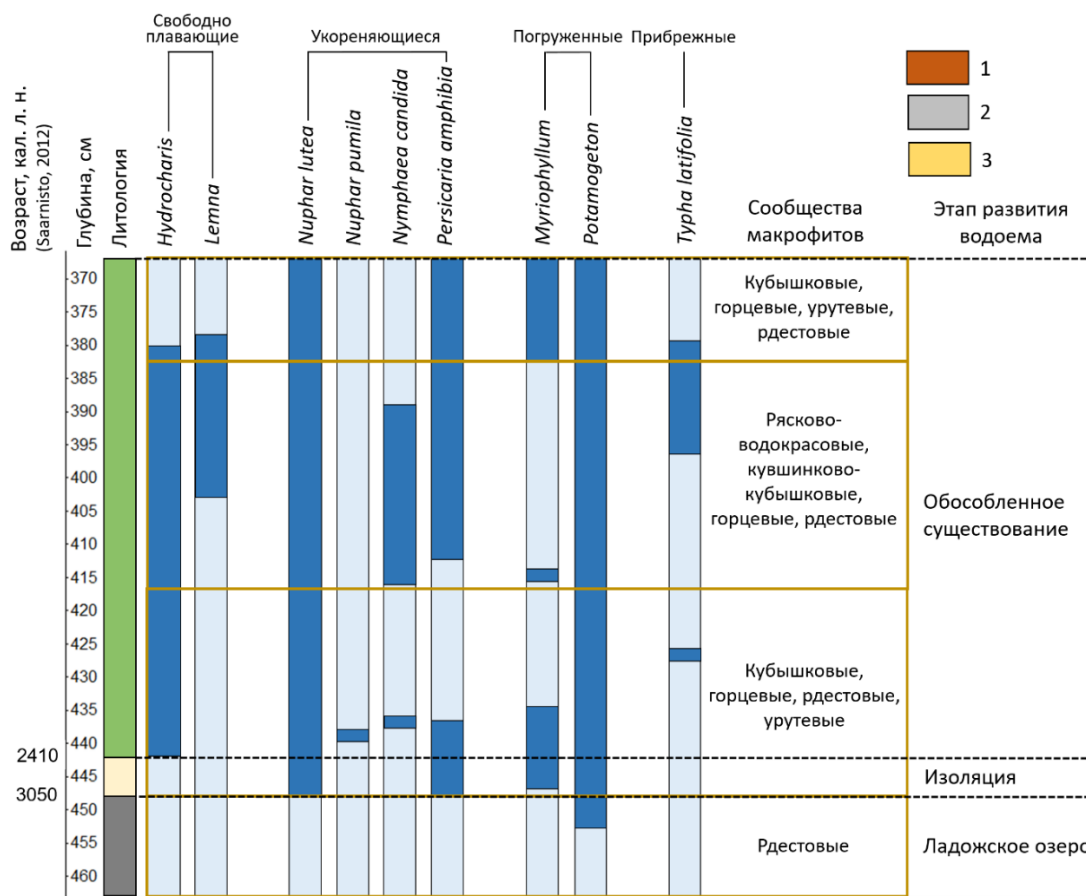 Свободно
плавающие
Укореняющиеся
Погруженные
Прибрежные
1
2
3
Возраст, кал. л. н.
(Saarnisto, 2012)
Глубина, см
Литология
Hydrocharis
Lemna
Nuphar lutea
Nuphar pumila
Nymphaea candida
Persicaria amphibia
Myriophyllum
Potamogeton
Typha latifolia
Сообщества
макрофитов
Этап развития
водоема
370
375
380
385
390
395
400
405
410
415
420
425
430
435
440
445
450
455
460
2410
3050
Кубышковые,
горцевые, урутевые,
рдестовые
Рясково-
водокрасовые,
кувшинково-
кубышковые,
горцевые, рдестовые
Кубышковые,
горцевые, рдестовые,
урутевые
Рдестовые
Обособленное
существование
Изоляция
Ладожское озеро